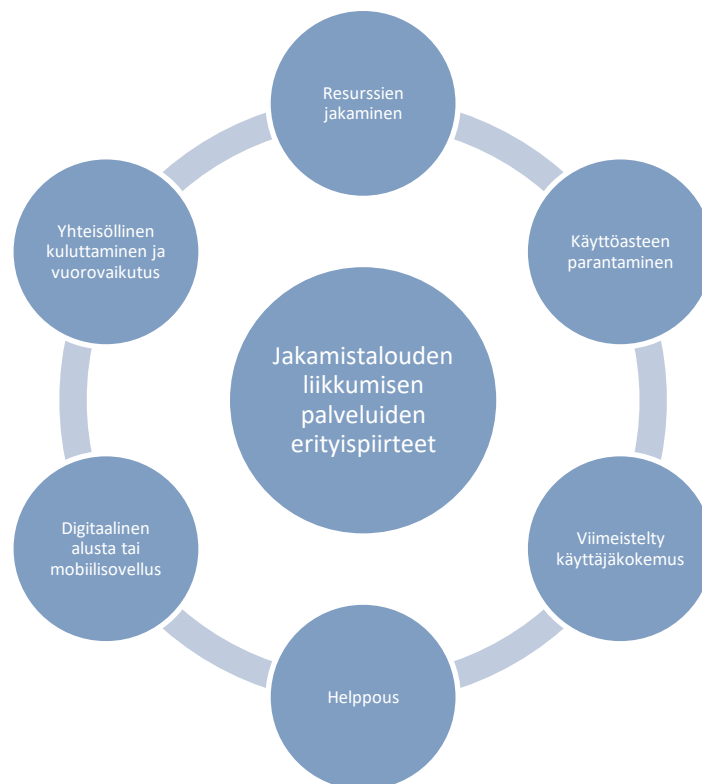 Resurssien
jakaminen
Käyttöasteen
parantaminen
Viimeistelty
käyttäjäkokemus
Helppous
Digitaalinen
alusta tai
mobiilisovellus
Yhteisöllinen
kuluttaminen ja
vuorovaikutus
Jakamistalouden
liikkumisen
palveluiden
erityispiirteet